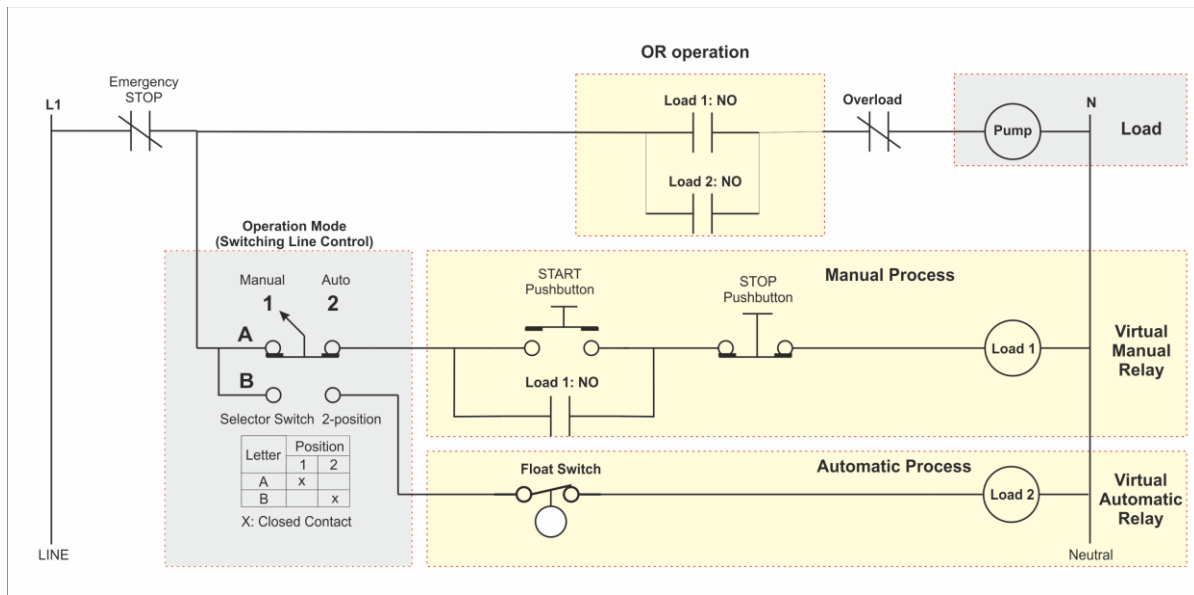 OR operation
Emergency
STOP
L1
Load 1: NO
Overload
N
Pump
Load
Load 2: NO
Operation Mode
(Switching Line Control)
Manual
Auto
1
2
A
B
Selector Switch 2-position
Letter
Position
1
2
A
x
B
x
X: Closed Contact
Manual Process
START
Pushbutton
STOP
Pushbutton
Load 1
Load 1: NO
Virtual
Manual
Relay
Automatic Process
Float Switch
Load 2
Virtual
Automatic
Relay
LINE
Neutral